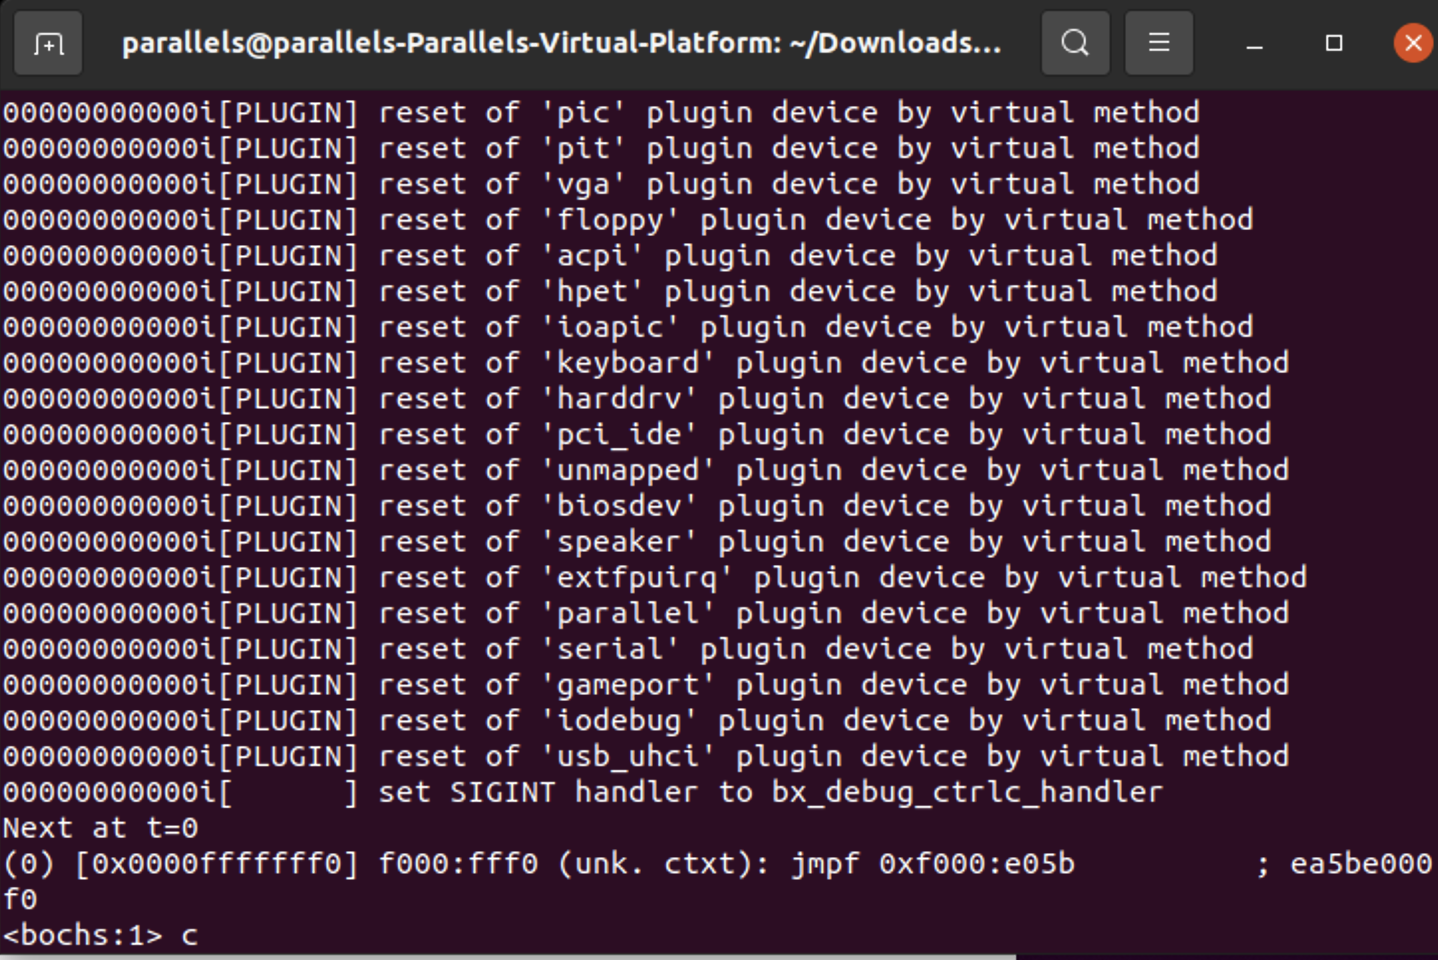 parallels@parallels-Parallels-Virtual-Platform: ~/Downloads...
00000000000i[PLUGIN] reset of 'pic' plugin device by virtual method
00000000000i[PLUGIN] reset of 'pit' plugin device by virtual method
00000000000i[PLUGIN] reset of 'vga' plugin device by virtual method
00000000000i[PLUGIN] reset of 'floppy' plugin device by virtual method
00000000000i[PLUGIN] reset of 'acpi' plugin device by virtual method
00000000000i[PLUGIN] reset of 'hpet' plugin device by virtual method
00000000000i[PLUGIN] reset of 'ioapic' plugin device by virtual method
00000000000i[PLUGIN] reset of 'keyboard' plugin device by virtual method
00000000000i[PLUGIN] reset of 'harddrv' plugin device by virtual method
00000000000i[PLUGIN] reset of 'pci_ide' plugin device by virtual method
00000000000i[PLUGIN] reset of 'unmapped' plugin device by virtual method
00000000000i[PLUGIN] reset of 'biosdev' plugin device by virtual method
00000000000i[PLUGIN] reset of 'speaker' plugin device by virtual method
00000000000i[PLUGIN] reset of 'extfpuirq' plugin device by virtual method
00000000000i[PLUGIN] reset of 'parallel' plugin device by virtual method
00000000000i[PLUGIN] reset of 'serial' plugin device by virtual method
00000000000i[PLUGIN] reset of 'gameport' plugin device by virtual method
00000000000i[PLUGIN] reset of 'iodebug' plugin device by virtual method
00000000000i[PLUGIN] reset of 'usb_uhci' plugin device by virtual method
00000000000i[      ] set SIGINT handler to bx_debug_ctrlc_handler
Next at t=0
(0) [0x0000fffffff0] f000:fff0 (unk. ctxt): jmpf 0xf000:e05b          ; ea5be000
f0
<bochs:1> c